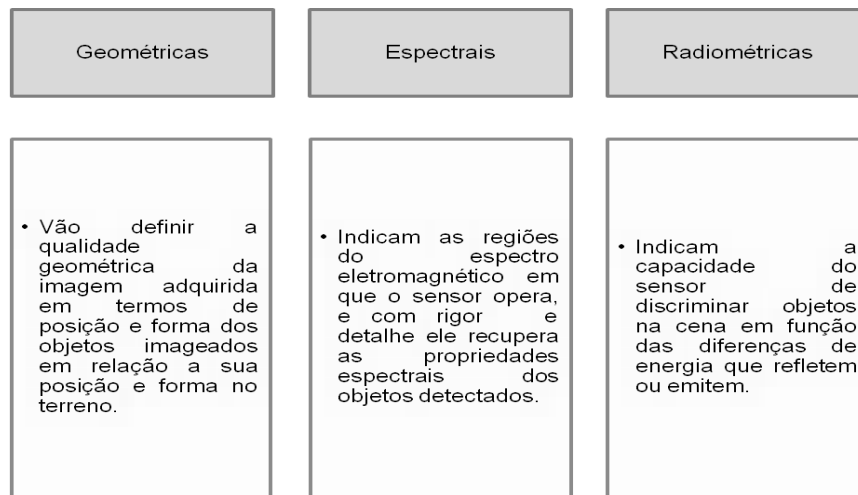 Geométricas
Espectrais
Radiométricas
• Vão definir a
qualidade
geométrica da
imagem adquirida
em termos de
posição e forma dos
objetos imageados
em relação a sua
posição e forma no
terreno.
• Indicam as regiões
do espectro
eletromagnético em
que o sensor opera,
e com rigor e
detalhe ele recupera
as propriedades
espectrais dos
objetos detectados.
• Indicam a
capacidade do
sensor de
discriminar objetos
na cena em função
das diferenças de
energia que refletem
ou emitem.